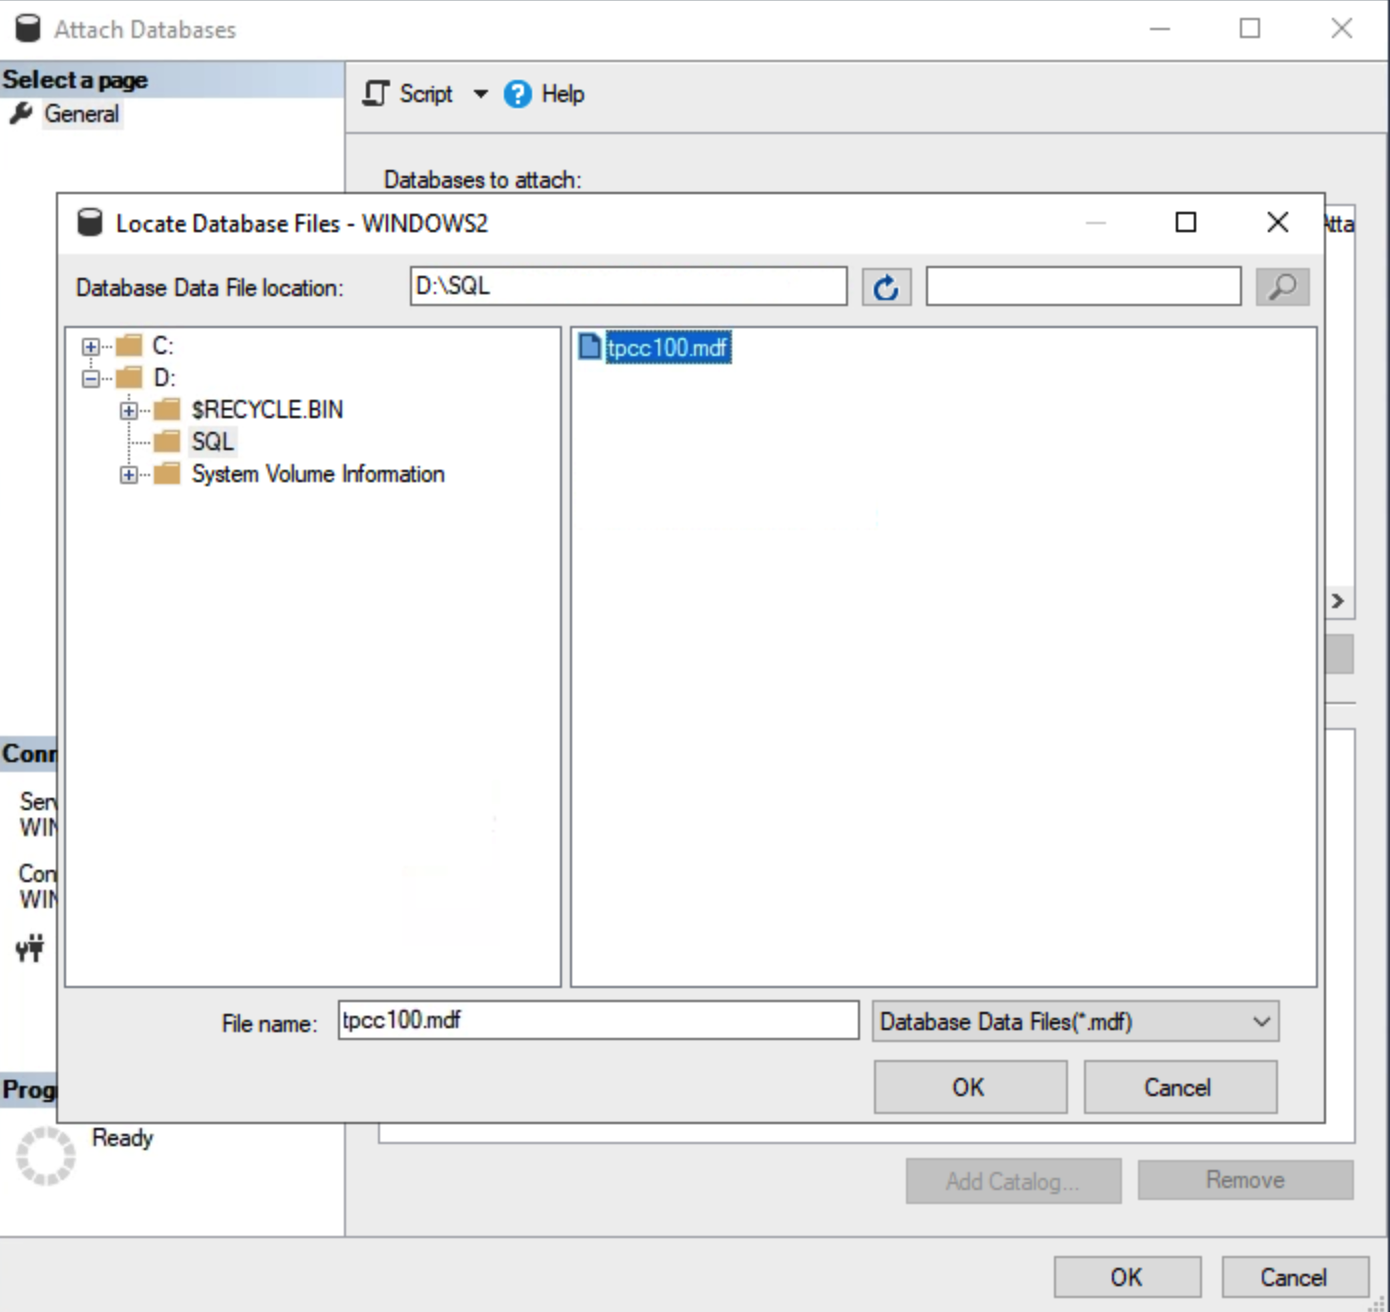 Attach Databases
Select a page
General
Script Help
Databases to attach:
Locate Database Files - WINDOWS2
Database Data File location: D:\SQL
C:
D:
$RECYCLE.BIN
SQL
System Volume Information
tpcc100.mdf
Atta
Conn
Serv
WIN
Con
WIN
Prog
Ready
File name: tpcc100.mdf Database Data Files(*.mdf)
OK Cancel
Add Catalog... Remove
OK Cancel